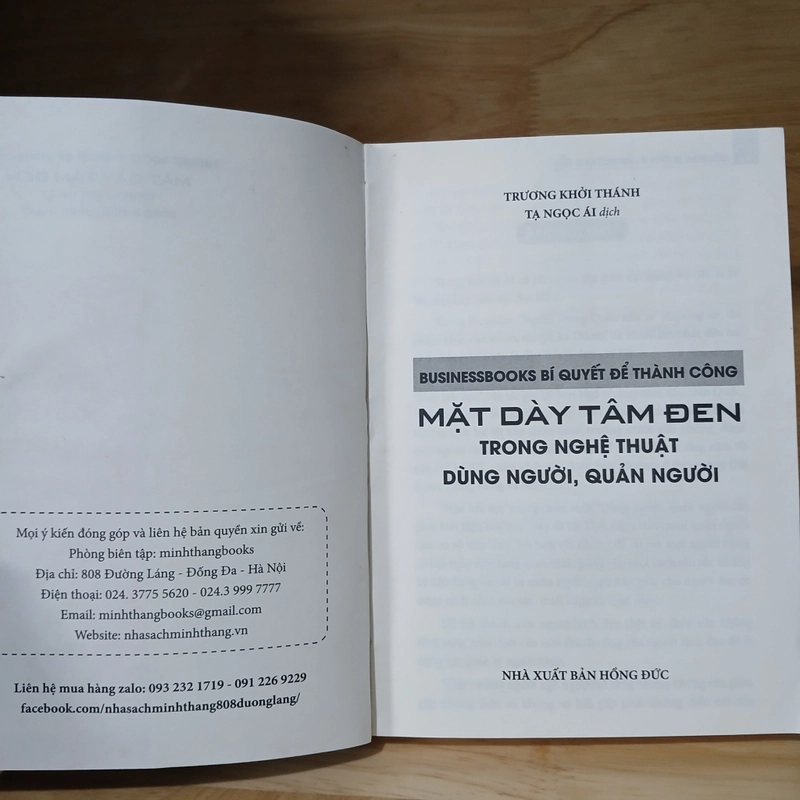 Mọi ý kiến đóng góp và liên hệ bản quyền xin gửi về:
Phòng biên tập: minhthangbooks
Địa chỉ: 808 Đường Láng - Đống Đa - Hà Nội
Điện thoại: 024. 3775 5620 - 024.3 999 7777
Email: minhthangbooks@gmail.com
Website: nhasachminhthang.vn
Liên hệ mua hàng zalo: 093 232 1719 - 091 226 9229
facebook.com/nhasachminhthang808duonglang/
TRƯƠNG KHỞI THÁNH
TẠ NGỌC ÁI dịch
BUSINESSBOOKS BÍ QUYẾT ĐỂ THÀNH CÔNG
MẶT DÀY TÂM ĐEN
TRONG NGHỆ THUẬT
DÙNG NGƯỜI, QUẢN NGƯỜI
NHÀ XUẤT BẢN HỒNG ĐỨC